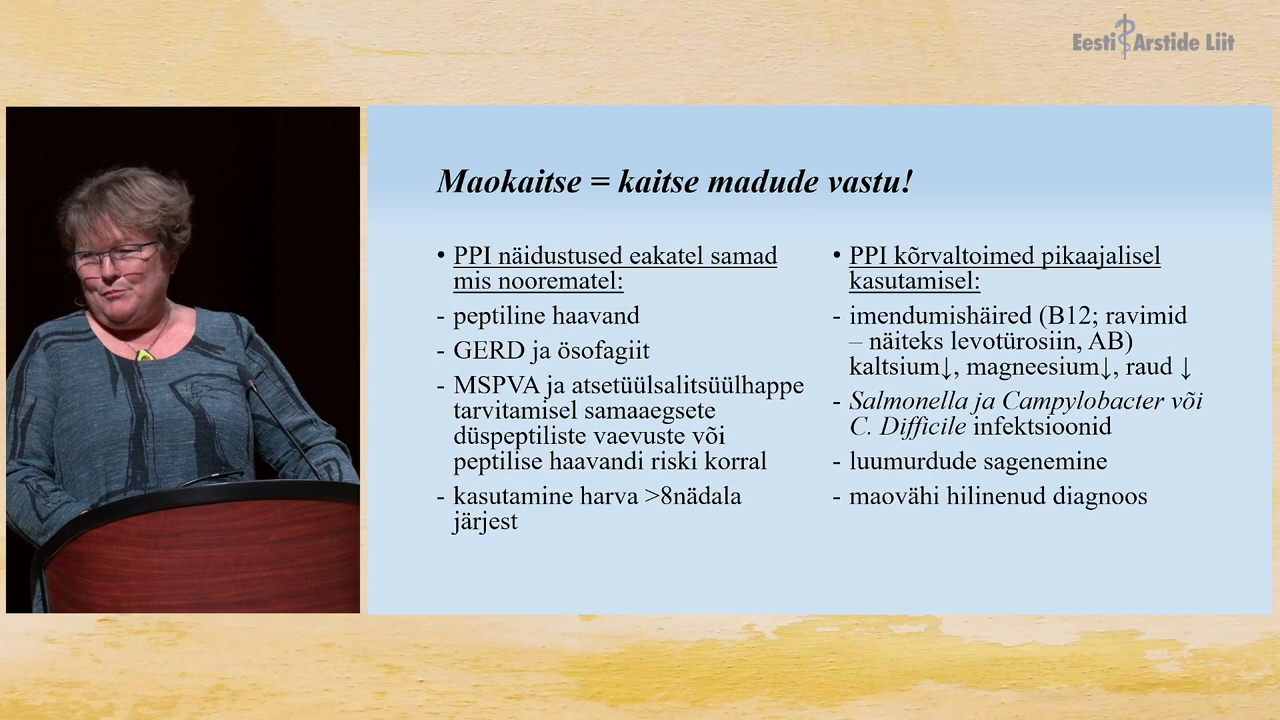 Eesti Arstide Liit
Maokaitse = kaitse madude vastu!
• PPI näidustused eakatel samad
mis noorematel:
- peptiline haavand
- GERD ja ösofagiit
- MSPVA ja atsetüülsalitsüülhappe
tarvitamisel samaaegsete
düspeptiliste vaevuste või
peptilise haavandi riski korral
- kasutamine harva >8nädala
järjest
• PPI kõrvaltoimed pikaajalisel
kasutamisel:
- imendumishäired (B12; ravimid
– näiteks levotürosiin, AB)
kaltsium↓, magneesium↓, raud ↓
- Salmonella ja Campylobacter või
C. Difficile infektsioonid
- luumurdude sagenemine
- maovähi hilinenud diagnoos